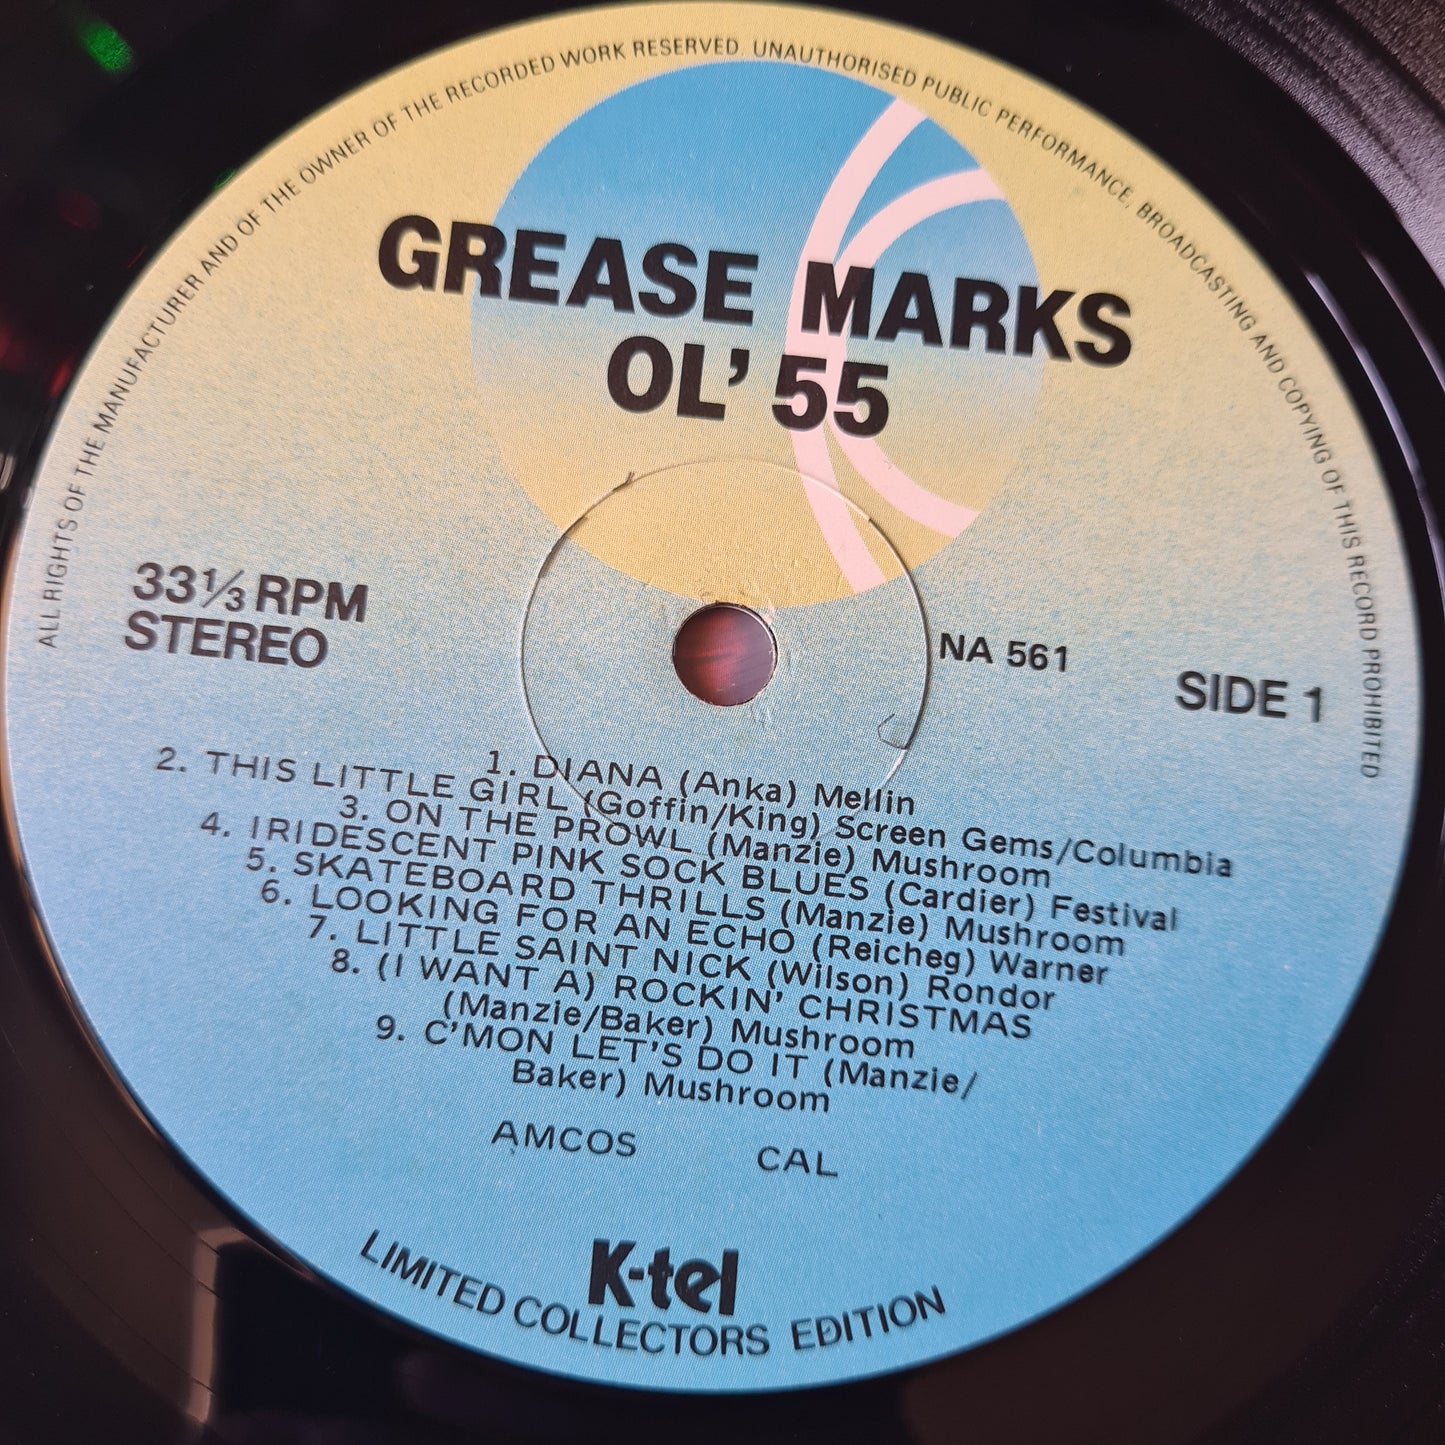 ALL RIGHTS OF THE MANUFACTURER AND OF THE OWNER OF THE RECORDED WORK RESERVED. UNAUTHORISED PUBLIC PERFORMANCE, BROADCASTING AND COPYING OF THIS RECORD PROHIBITED
GREASE MARKS
OL' 55
33⅓ RPM
STEREO
NA 561
SIDE 1
1. DIANA (Anka) Mellin
2. THIS LITTLE GIRL (Goffin/King) Screen Gems/Columbia
3. ON THE PROWL (Manzie) Mushroom
4. IRIDESCENT PINK SOCK BLUES (Cardier) Festival
5. SKATEBOARD THRILLS (Manzie) Mushroom
6. LOOKING FOR AN ECHO (Reicheg) Warner
7. LITTLE SAINT NICK (Wilson) Rondor
8. (I WANT A) ROCKIN' CHRISTMAS
(Manzie/Baker) Mushroom
9. C'MON LET'S DO IT (Manzie/
Baker) Mushroom
AMCOS CAL
K-tel
LIMITED COLLECTORS EDITION